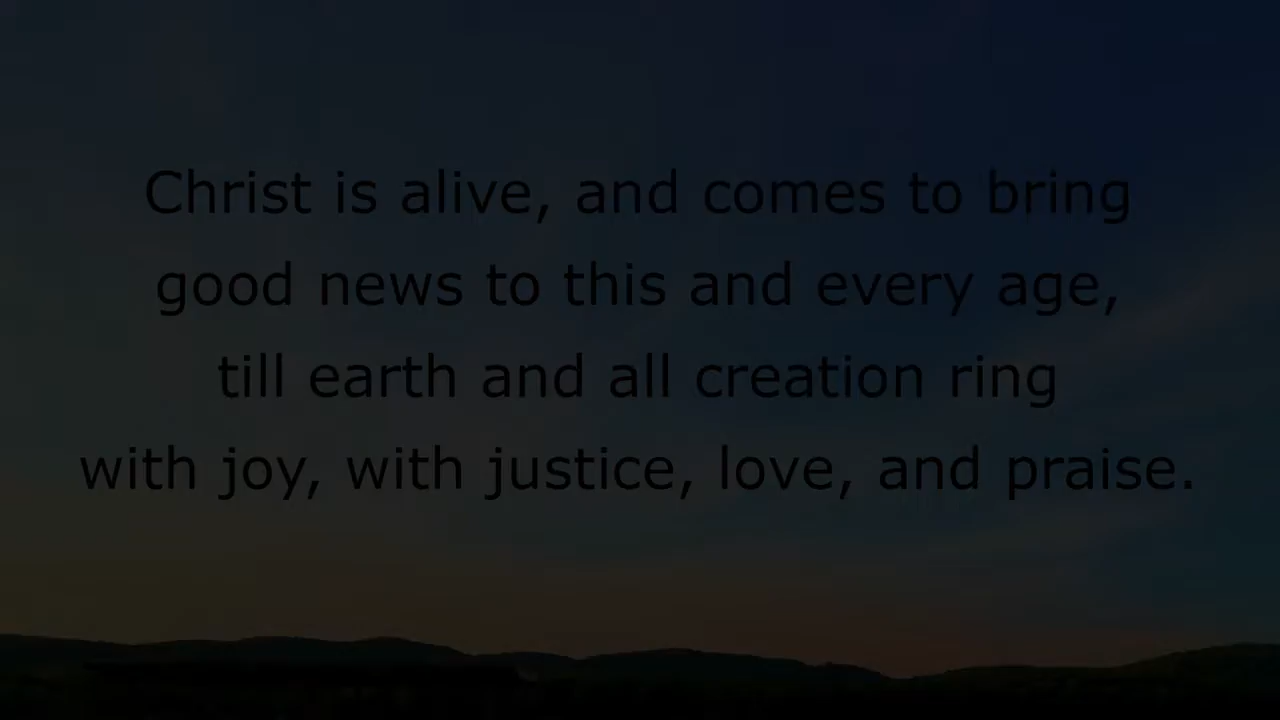 Christ is alive, and comes to bring
good news to this and every age,
till earth and all creation ring
with joy, with justice, love, and praise.